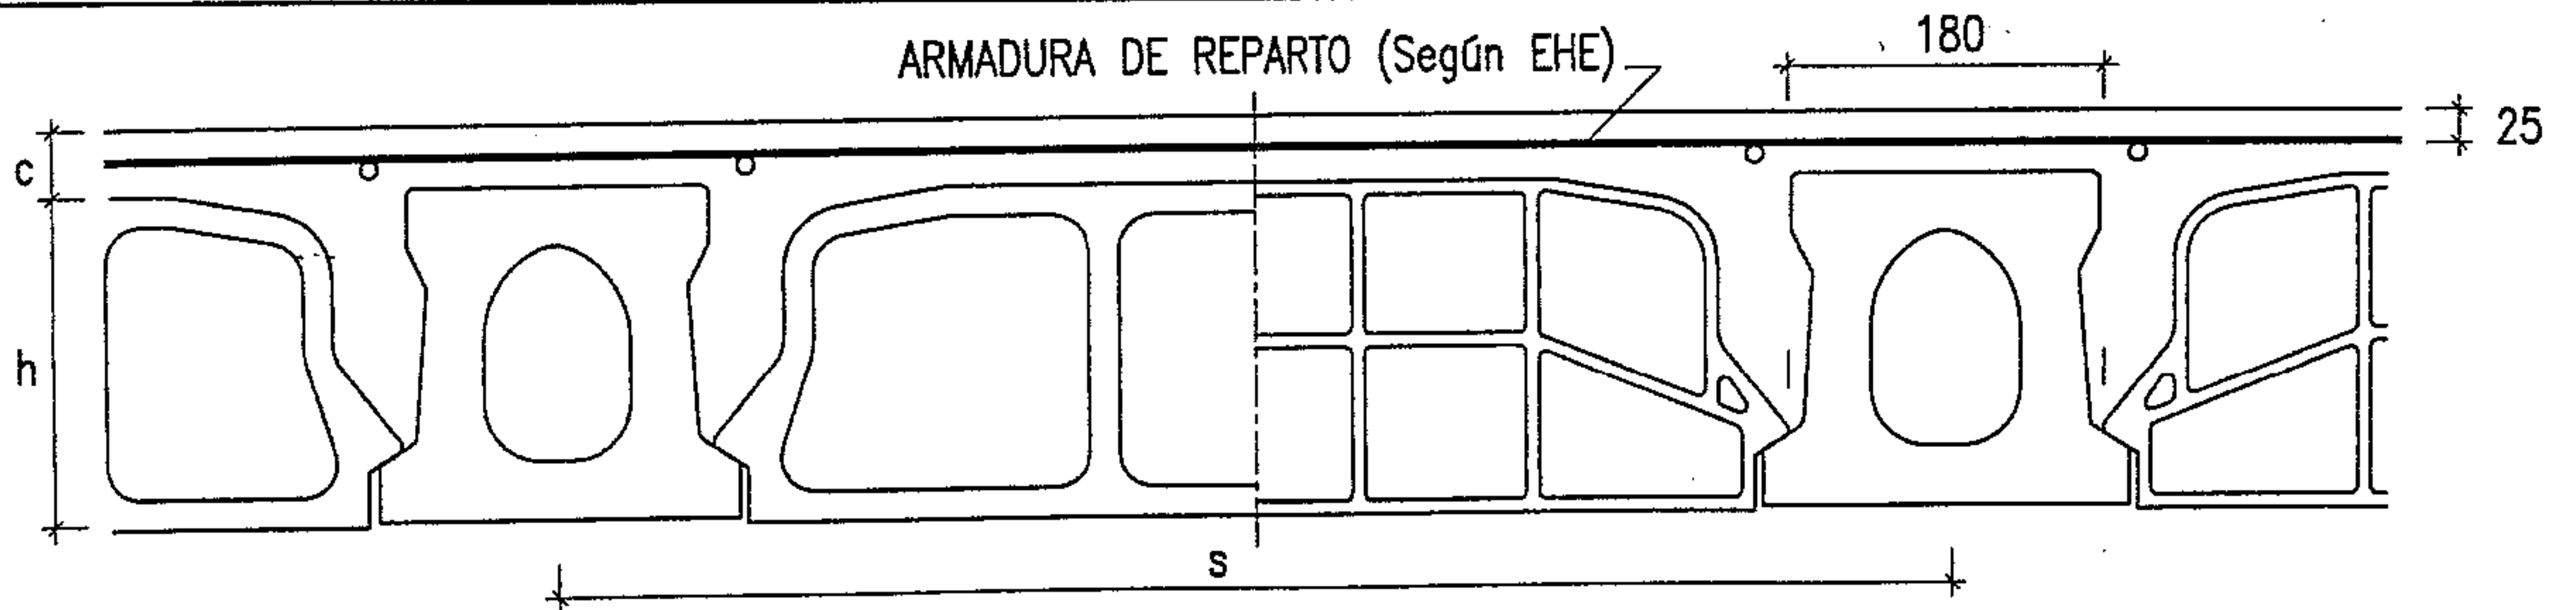 ARMADURA DE REPARTO (Según EHE)
180
25
c
h
s